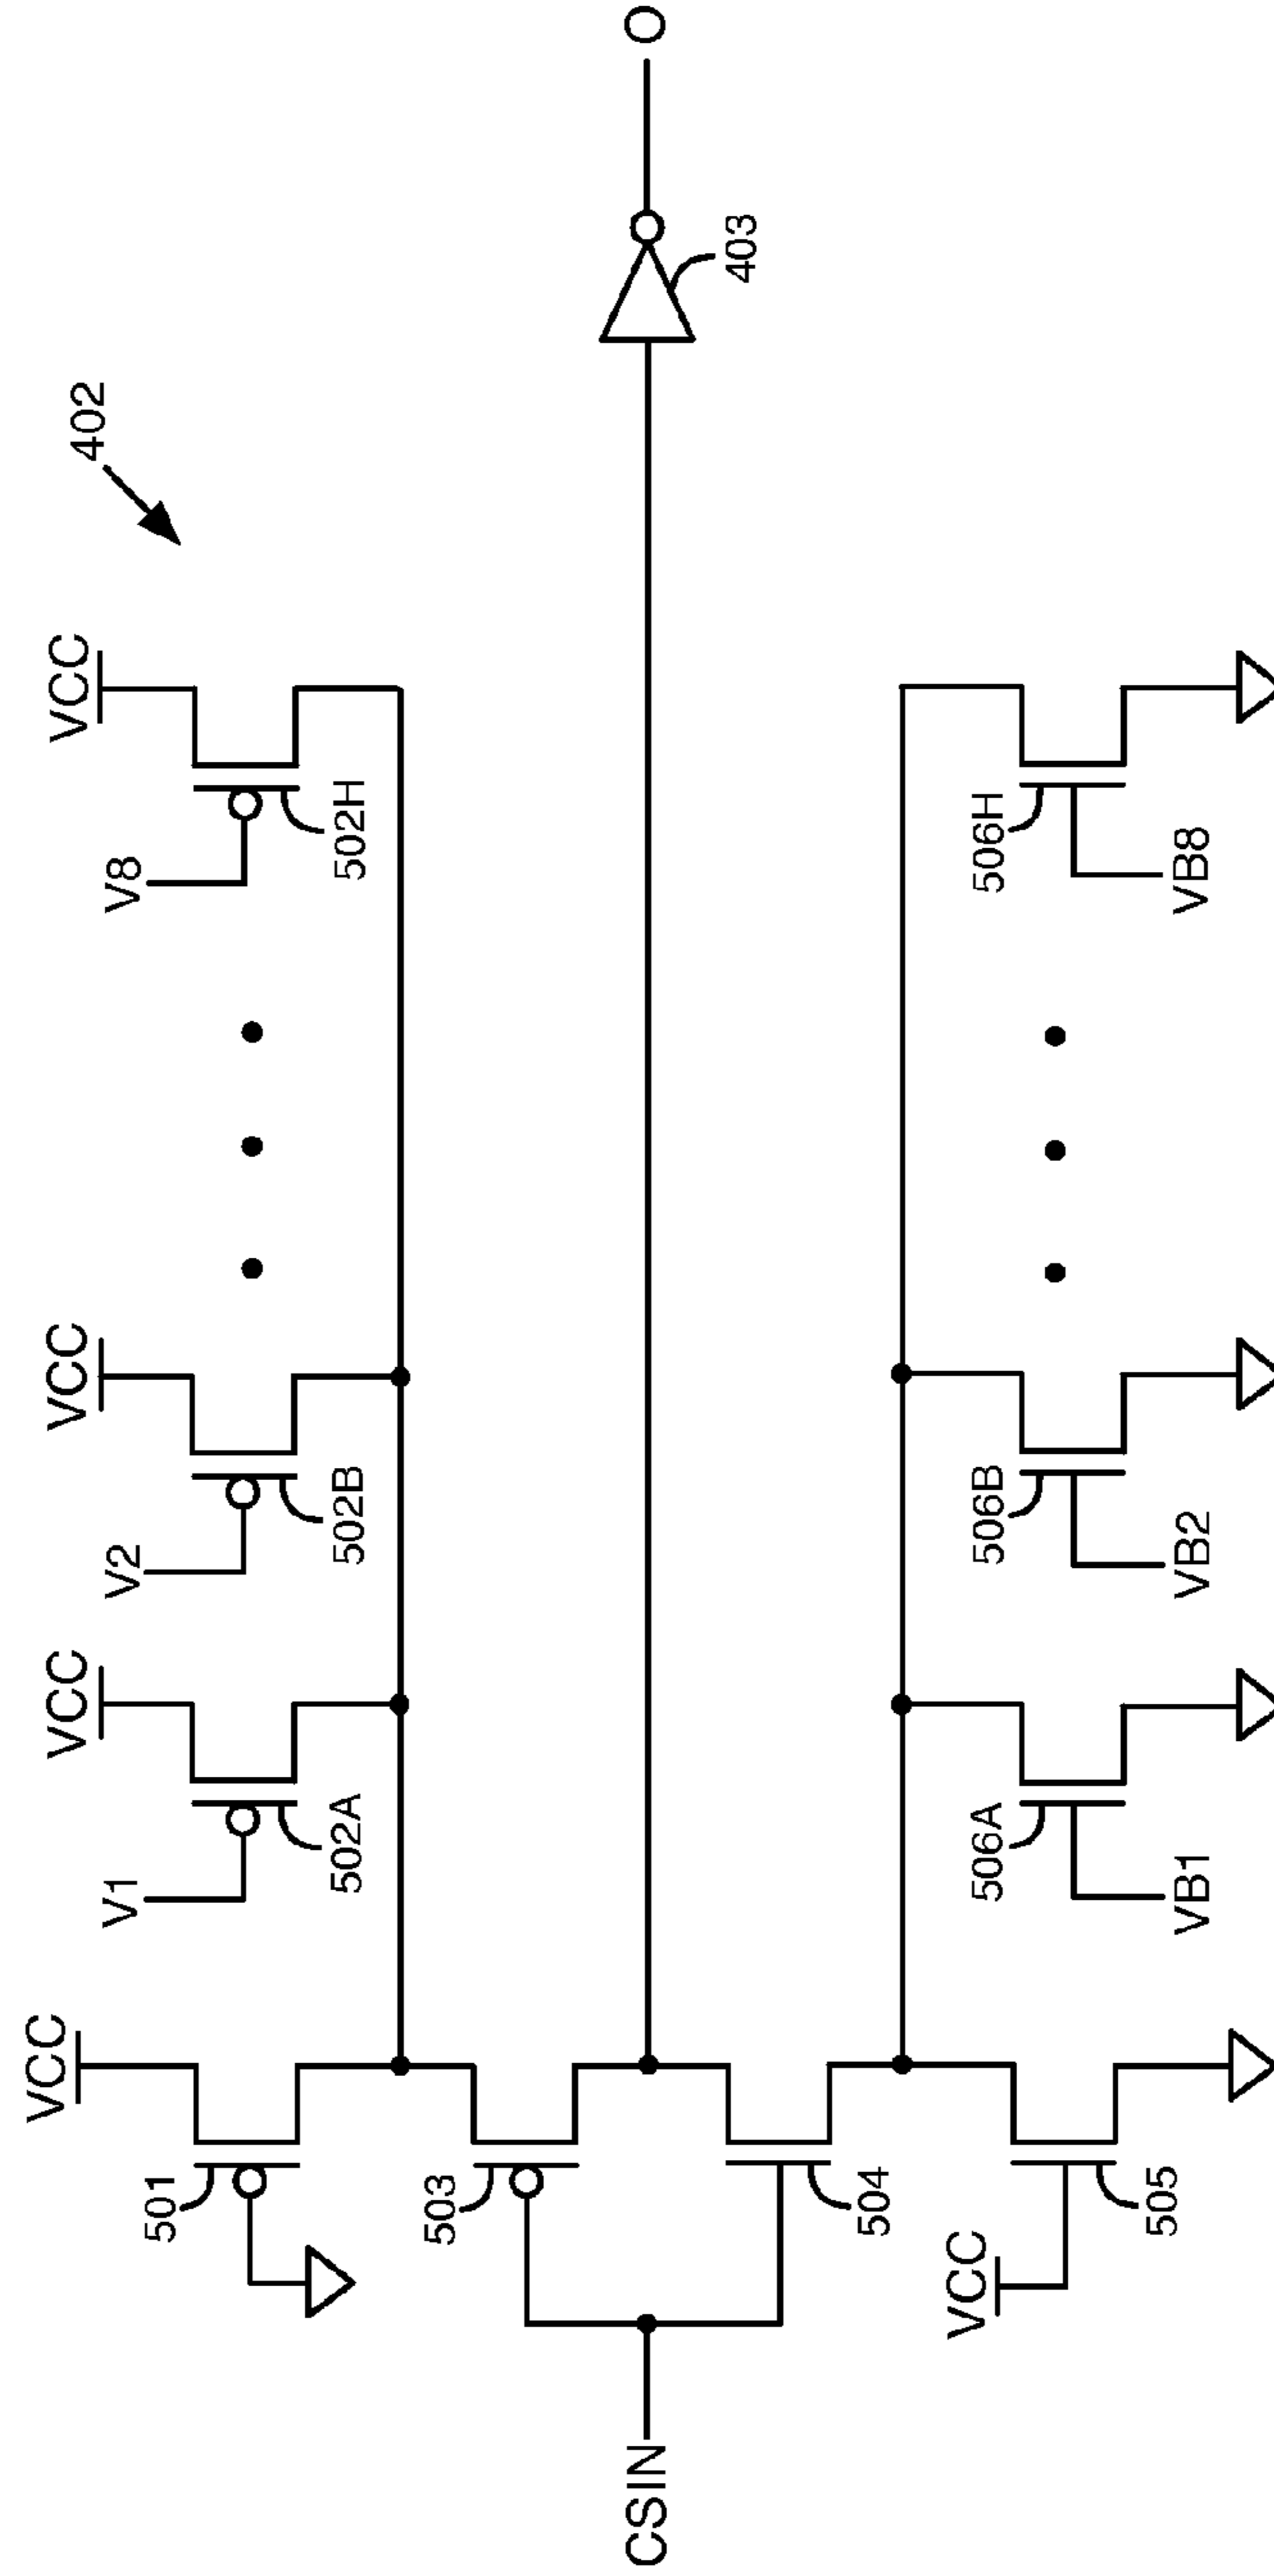 402
VCC
VCC
VCC
VCC
V1
V2
V8
501
502A
502B
502H
503
CSIN
403
O
504
VCC
505
506A
506B
506H
VB1
VB2
VB8